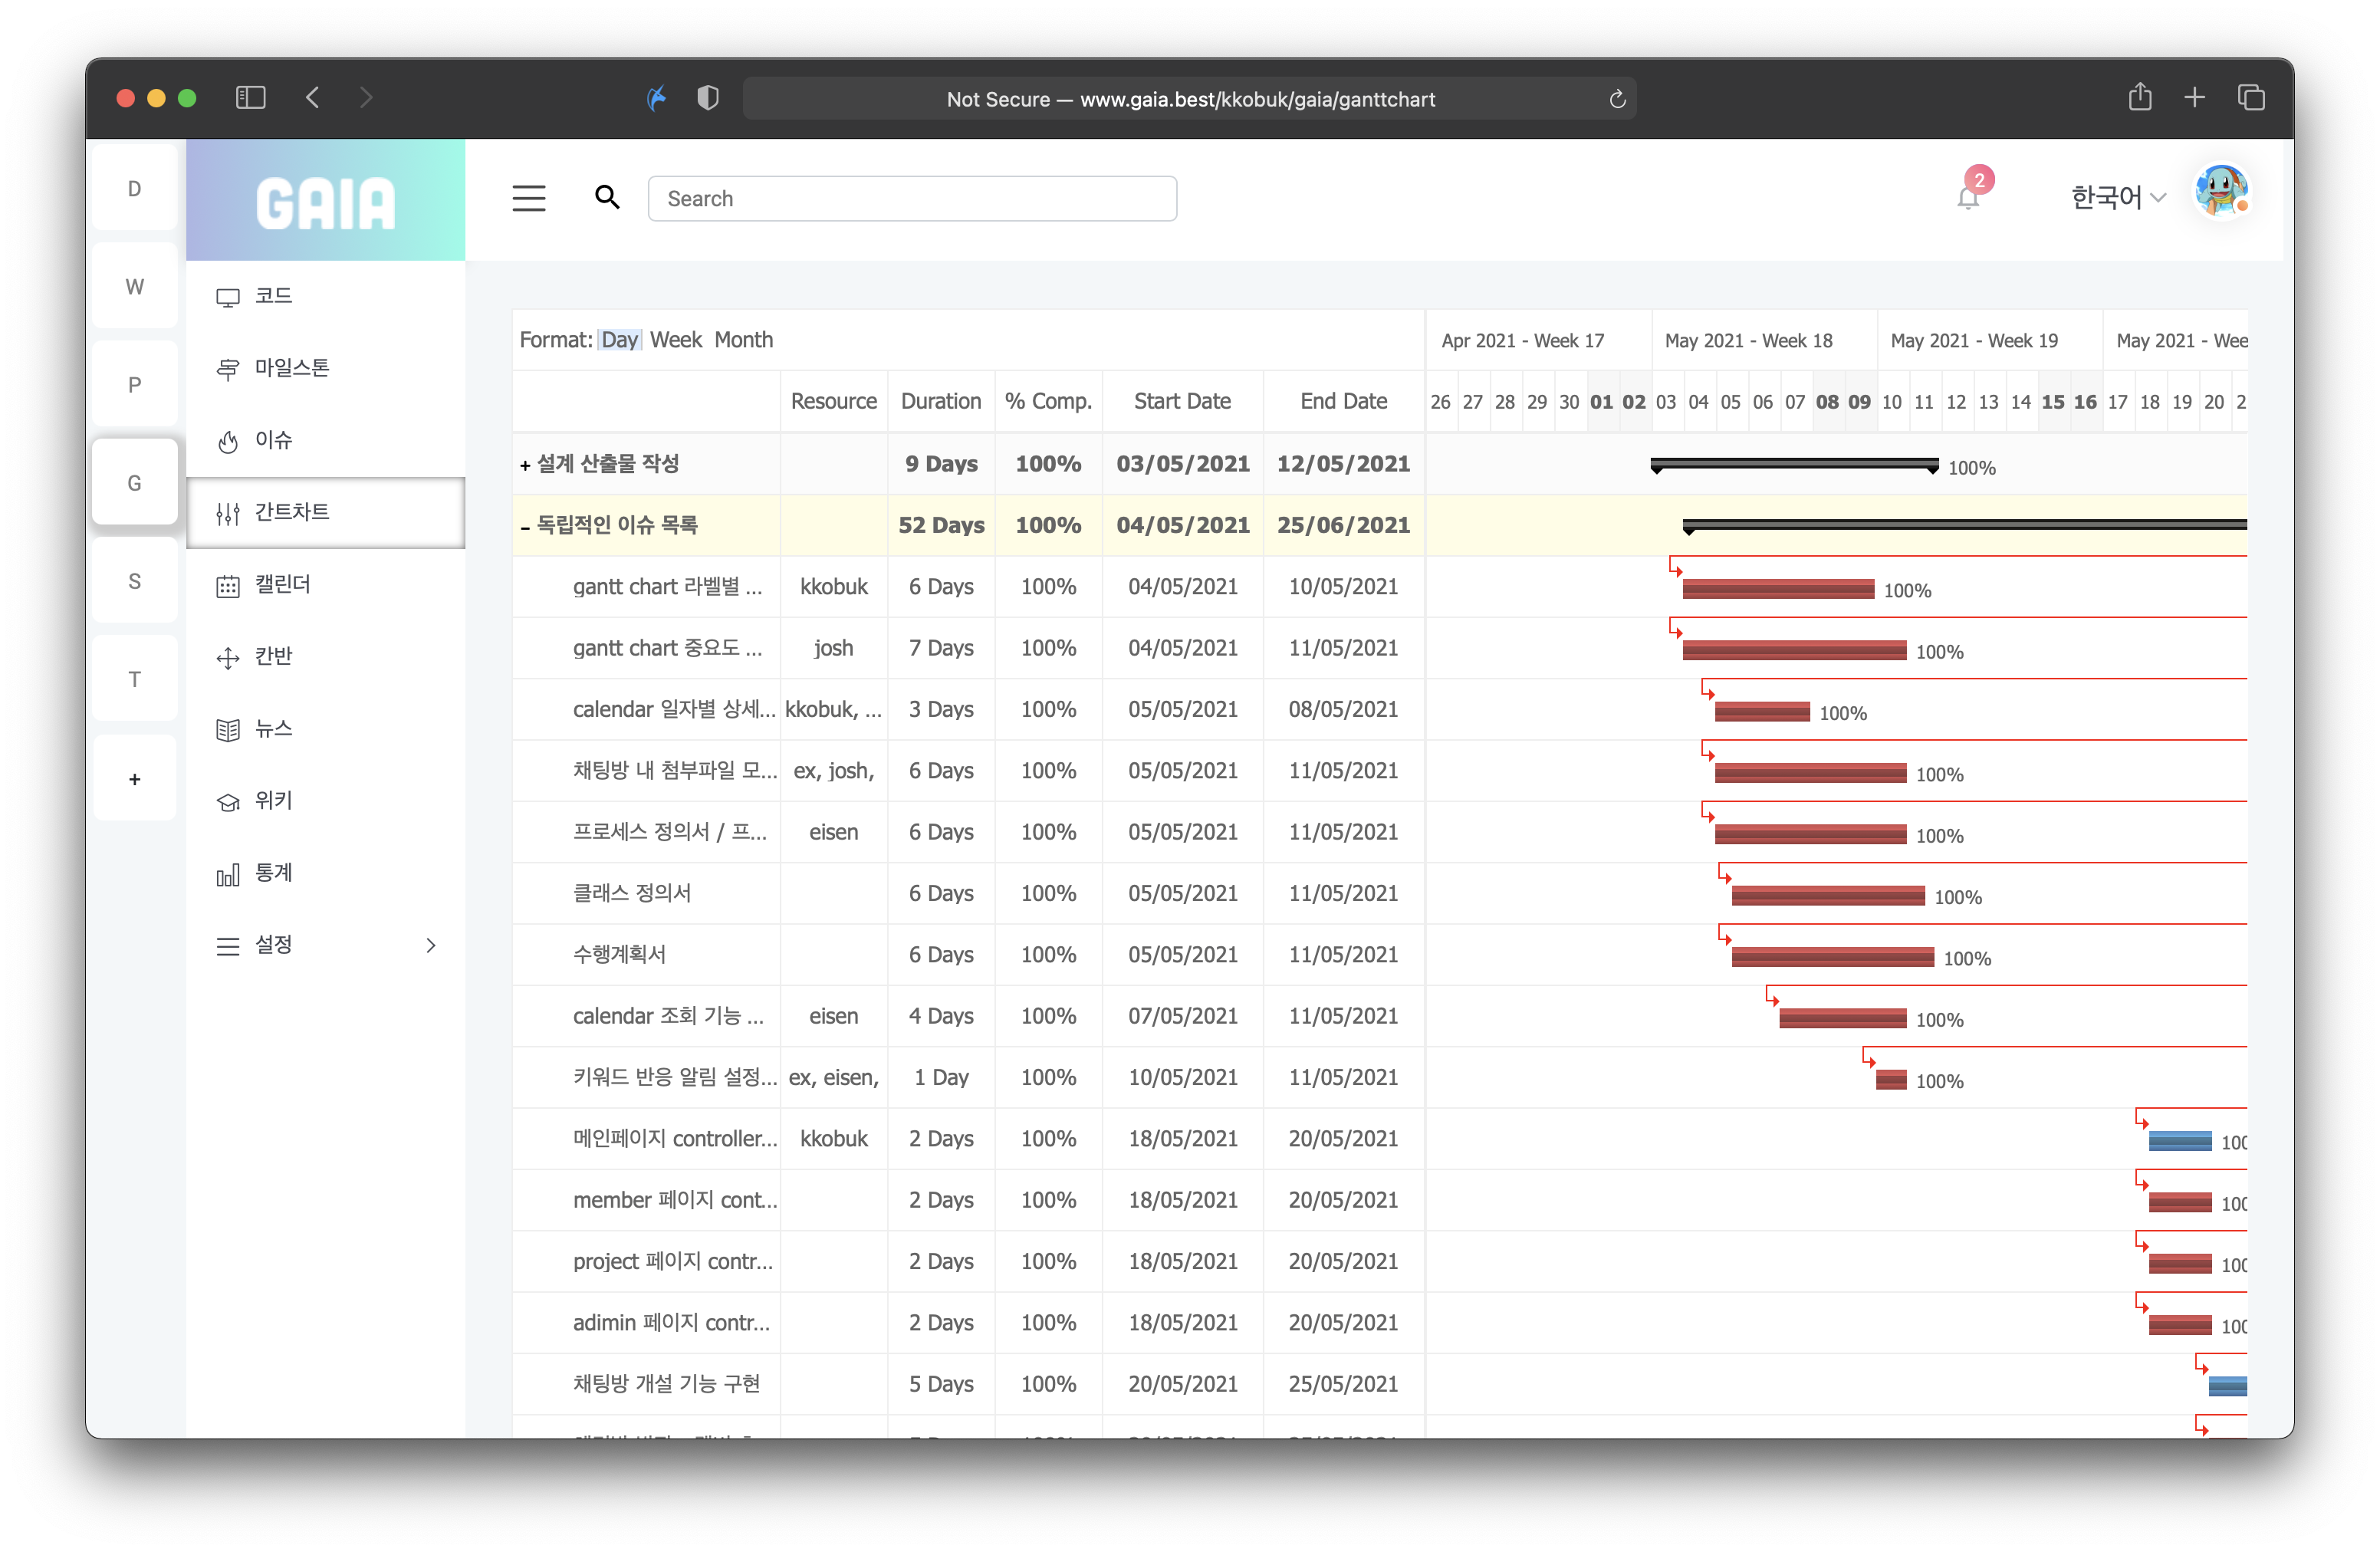 Not Secure — www.gaia.best/kkobuk/gaia/ganttchart
D
W
P
G
S
T
+
GAIA
코드
마일스톤
이슈
간트차트
캘린더
칸반
뉴스
위키
통계
설정
Search
2
한국어
Format: Day Week Month
Apr 2021 - Week 17 May 2021 - Week 18 May 2021 - Week 19 May 2021 - Wee
Resource Duration % Comp. Start Date End Date 26 27 28 29 30 01 02 03 04 05 06 07 08 09 10 11 12 13 14 15 16 17 18 19 20 2
+ 설계 산출물 작성 9 Days 100% 03/05/2021 12/05/2021 100%
- 독립적인 이슈 목록 52 Days 100% 04/05/2021 25/06/2021
gantt chart 라벨별 ... kkobuk 6 Days 100% 04/05/2021 10/05/2021 100%
gantt chart 중요도 ... josh 7 Days 100% 04/05/2021 11/05/2021 100%
calendar 일자별 상세... kkobuk, ... 3 Days 100% 05/05/2021 08/05/2021 100%
채팅방 내 첨부파일 모... ex, josh, 6 Days 100% 05/05/2021 11/05/2021 100%
프로세스 정의서 / 프... eisen 6 Days 100% 05/05/2021 11/05/2021 100%
클래스 정의서 6 Days 100% 05/05/2021 11/05/2021 100%
수행계획서 6 Days 100% 05/05/2021 11/05/2021 100%
calendar 조회 기능 ... eisen 4 Days 100% 07/05/2021 11/05/2021 100%
키워드 반응 알림 설정... ex, eisen, 1 Day 100% 10/05/2021 11/05/2021 100%
메인페이지 controller... kkobuk 2 Days 100% 18/05/2021 20/05/2021 100
member 페이지 cont... 2 Days 100% 18/05/2021 20/05/2021 100
project 페이지 contr... 2 Days 100% 18/05/2021 20/05/2021 100
adimin 페이지 contr... 2 Days 100% 18/05/2021 20/05/2021 100
채팅방 개설 기능 구현 5 Days 100% 20/05/2021 25/05/2021